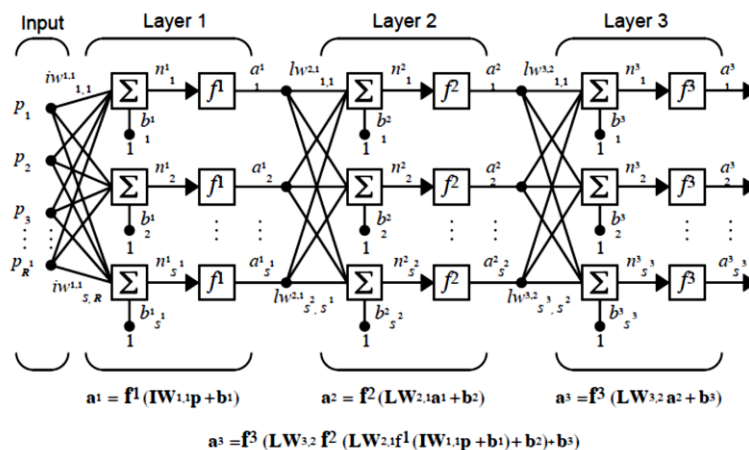 Input Layer 1 Layer 2 Layer 3
iw¹,¹ 1,1 n¹ 1 a¹ 1 lw²,¹ 1,1 n² 1 a² 1 lw³,² 1,1 n³ 1 a³ 1
p 1 Σ f¹ Σ f² Σ f³
b¹ 1 b² 1 b³ 1
1 1 1
p 2 n¹ 2 a¹ 2 n² 2 a² 2 n³ 2 a³ 2
Σ f¹ Σ f² Σ f³
p 3 b¹ 2 b² 2 b³ 2
1 1 1
p R¹ n¹ s¹ a¹ s¹ n² s² a² s² n³ s³ a³ s³
iw¹,¹ s,R Σ f¹ lw²,¹ s²,s¹ Σ f² lw³,² s³,s² Σ f³
b¹ s¹ b² s² b³ s³
1 1 1
a¹ = f¹(IW1,1p +b¹) a2 = f²(LW2,1a1+b2) a3 =f³ (LW3,2 a2 +b3)
a3 =f³ (LW3,2 f² (LW2,1f¹(IW1,1p +b1)+b2)+b3)